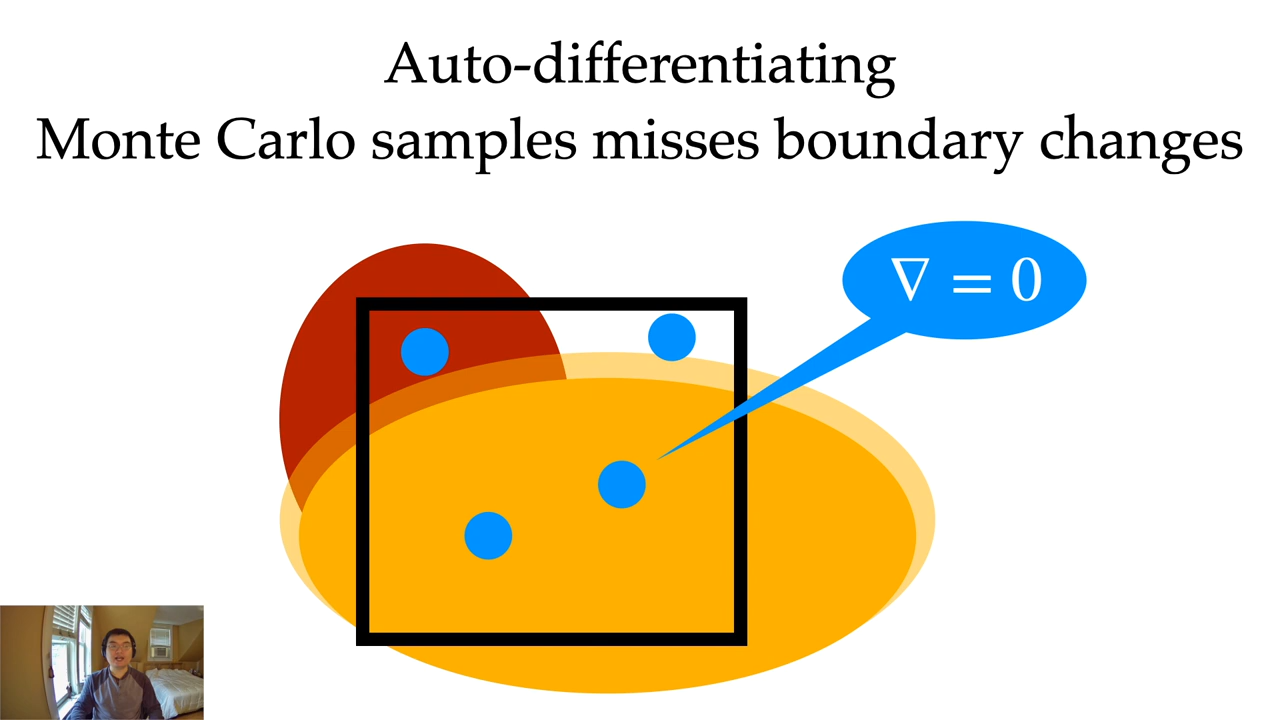 Auto-differentiating
Monte Carlo samples misses boundary changes
∇ = 0